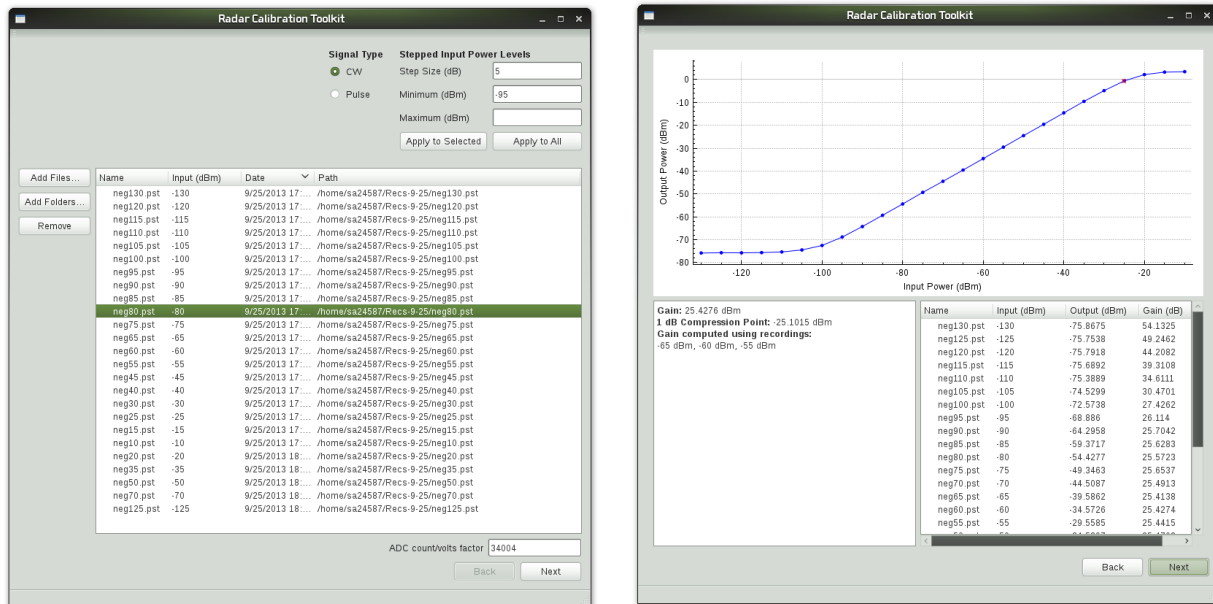 Radar Calibration Toolkit
Signal Type Stepped Input Power Levels
CW Step Size (dB) 5
Pulse Minimum (dBm) -95
Maximum (dBm)
Apply to Selected Apply to All
Add Files...
Add Folders...
Remove
Name Input (dBm) Date Path
neg130.pst -130 9/25/2013 17:... /home/sa24587/Recs-9-25/neg130.pst
neg120.pst -120 9/25/2013 17:... /home/sa24587/Recs-9-25/neg120.pst
neg115.pst -115 9/25/2013 17:... /home/sa24587/Recs-9-25/neg115.pst
neg110.pst -110 9/25/2013 17:... /home/sa24587/Recs-9-25/neg110.pst
neg105.pst -105 9/25/2013 17:... /home/sa24587/Recs-9-25/neg105.pst
neg100.pst -100 9/25/2013 17:... /home/sa24587/Recs-9-25/neg100.pst
neg95.pst -95 9/25/2013 17:... /home/sa24587/Recs-9-25/neg95.pst
neg90.pst -90 9/25/2013 17:... /home/sa24587/Recs-9-25/neg90.pst
neg85.pst -85 9/25/2013 17:... /home/sa24587/Recs-9-25/neg85.pst
neg80.pst -80 9/25/2013 17:... /home/sa24587/Recs-9-25/neg80.pst
neg75.pst -75 9/25/2013 17:... /home/sa24587/Recs-9-25/neg75.pst
neg65.pst -65 9/25/2013 17:... /home/sa24587/Recs-9-25/neg65.pst
neg60.pst -60 9/25/2013 17:... /home/sa24587/Recs-9-25/neg60.pst
neg55.pst -55 9/25/2013 17:... /home/sa24587/Recs-9-25/neg55.pst
neg45.pst -45 9/25/2013 17:... /home/sa24587/Recs-9-25/neg45.pst
neg40.pst -40 9/25/2013 17:... /home/sa24587/Recs-9-25/neg40.pst
neg30.pst -30 9/25/2013 17:... /home/sa24587/Recs-9-25/neg30.pst
neg25.pst -25 9/25/2013 17:... /home/sa24587/Recs-9-25/neg25.pst
neg15.pst -15 9/25/2013 17:... /home/sa24587/Recs-9-25/neg15.pst
neg10.pst -10 9/25/2013 17:... /home/sa24587/Recs-9-25/neg10.pst
neg20.pst -20 9/25/2013 18:... /home/sa24587/Recs-9-25/neg20.pst
neg35.pst -35 9/25/2013 18:... /home/sa24587/Recs-9-25/neg35.pst
neg50.pst -50 9/25/2013 18:... /home/sa24587/Recs-9-25/neg50.pst
neg70.pst -70 9/25/2013 18:... /home/sa24587/Recs-9-25/neg70.pst
neg125.pst -125 9/25/2013 18:... /home/sa24587/Recs-9-25/neg125.pst
ADC count/volts factor 34004
Back Next
Radar Calibration Toolkit
Output Power (dBm)
0
-10
-20
-30
-40
-50
-60
-70
-80
-120 -100 -80 -60 -40 -20
Input Power (dBm)
Gain: 25.4276 dBm
1 dB Compression Point: -25.1015 dBm
Gain computed using recordings:
-65 dBm, -60 dBm, -55 dBm
Name Input (dBm) Output (dBm) Gain (dB)
neg130.pst -130 -75.8675 54.1325
neg125.pst -125 -75.7538 49.2462
neg120.pst -120 -75.7918 44.2082
neg115.pst -115 -75.6892 39.3108
neg110.pst -110 -75.3889 34.6111
neg105.pst -105 -74.5299 30.4701
neg100.pst -100 -72.5738 27.4262
neg95.pst -95 -68.886 26.114
neg90.pst -90 -64.2958 25.7042
neg85.pst -85 -59.3717 25.6283
neg80.pst -80 -54.4277 25.5723
neg75.pst -75 -49.3463 25.6537
neg70.pst -70 -44.5087 25.4913
neg65.pst -65 -39.5862 25.4138
neg60.pst -60 -34.5726 25.4274
neg55.pst -55 -29.5585 25.4415
Back Next